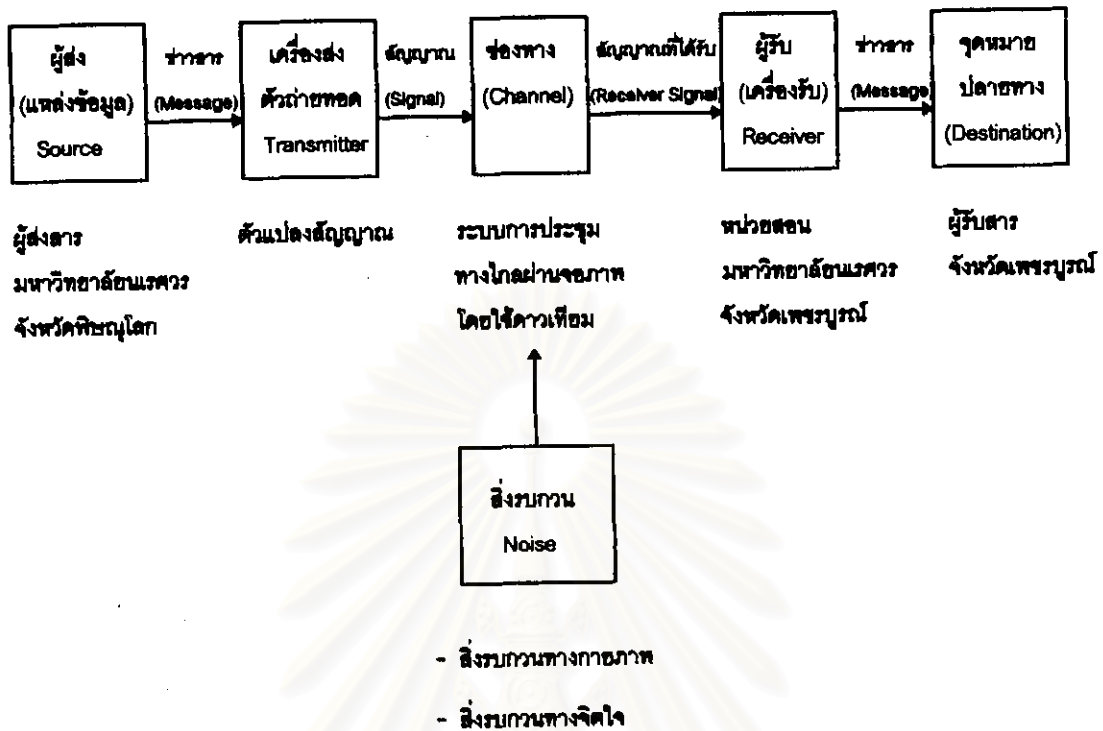 ผู้ส่ง
(แหล่งข้อมูล)
Source
ข่าวสาร
(Message)
เครื่องส่ง
ตัวถ่ายทอด
Transmitter
สัญญาณ
(Signal)
ช่องทาง
(Channel)
สัญญาณที่ได้รับ
(Receiver Signal)
ผู้รับ
(เครื่องรับ)
Receiver
ข่าวสาร
(Message)
จุดหมาย
ปลายทาง
(Destination)
ผู้ส่งสาร
มหาวิทยาลัยนเรศวร
จังหวัดพิษณุโลก
ตัวแปลงสัญญาณ
ระบบการประชุม
ทางไกลผ่านจอภาพ
โดยใช้ดาวเทียม
หน่วยสอน
มหาวิทยาลัยนเรศวร
จังหวัดเพชรบูรณ์
ผู้รับสาร
จังหวัดเพชรบูรณ์
สิ่งรบกวน
Noise
- สิ่งรบกวนทางกายภาพ
- สิ่งรบกวนทางจิตใจ